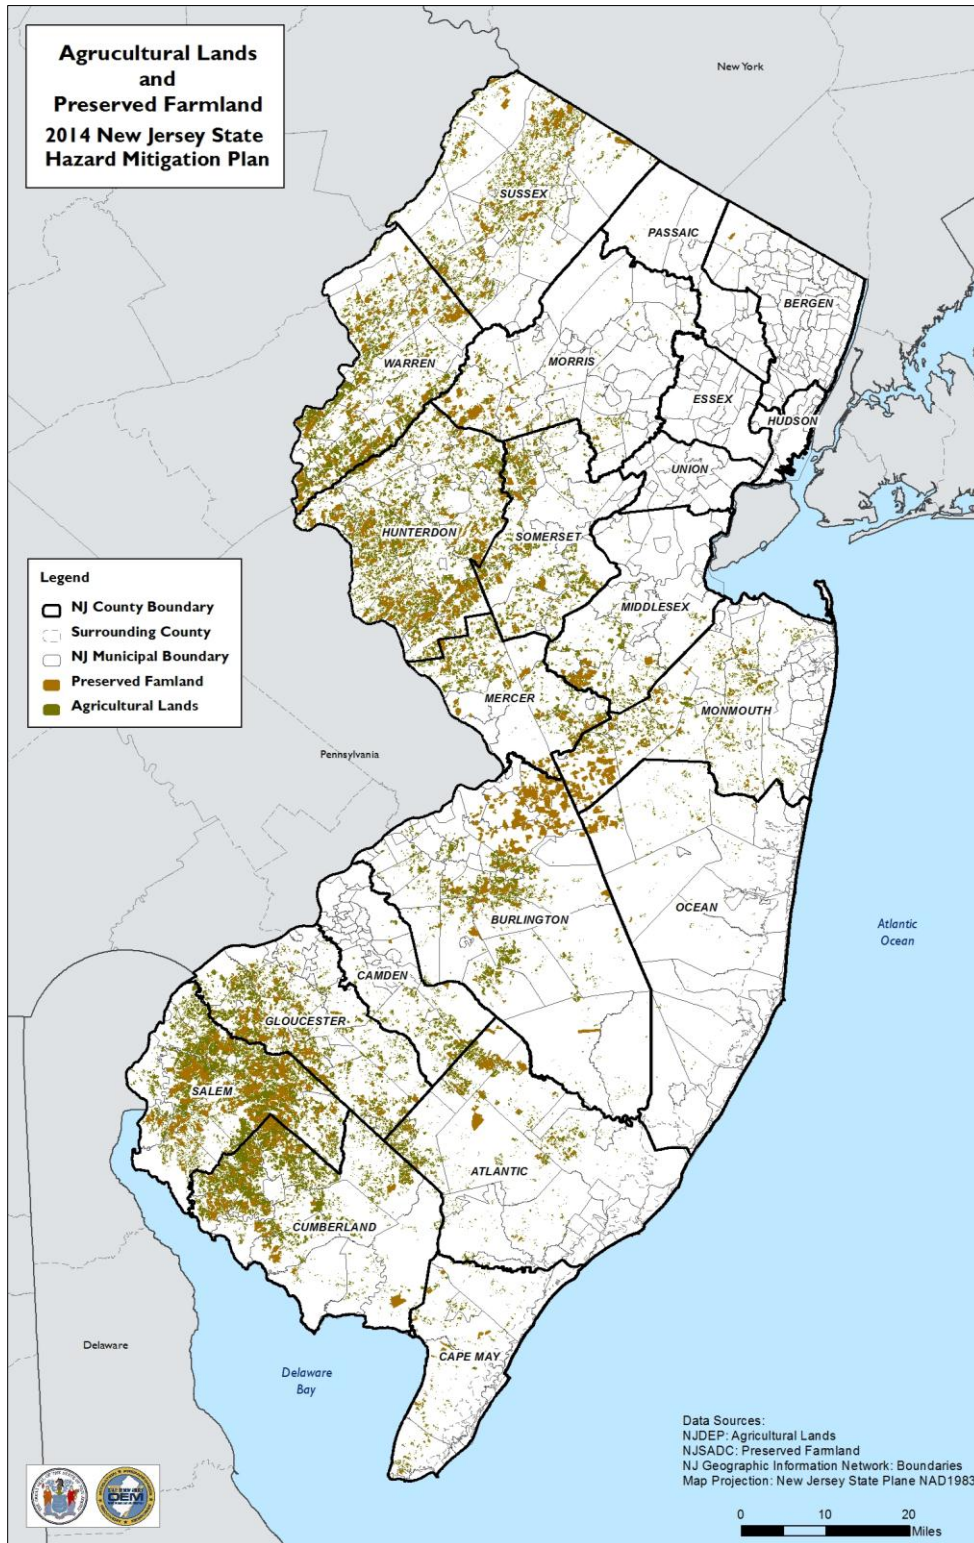 Agrucultural Lands
and
Preserved Farmland
2014 New Jersey State
Hazard Mitigation Plan
New York
SUSSEX
PASSAIC
BERGEN
WARREN
MORRIS
ESSEX
HUDSON
UNION
HUNTERDON
SOMERSET
Legend
NJ County Boundary
Surrounding County
NJ Municipal Boundary
Preserved Famland
Agricultural Lands
MIDDLESEX
MERCER
MONMOUTH
Pennsylvania
OCEAN
BURLINGTON
Atlantic
Ocean
CAMDEN
GLOUCESTER
SALEM
ATLANTIC
CUMBERLAND
Delaware
CAPE MAY
Delaware
Bay
Data Sources:
NJDEP: Agricultural Lands
NJSADC: Preserved Farmland
NJ Geographic Information Network: Boundaries
Map Projection: New Jersey State Plane NAD1983
OEM
0 10 20
Miles